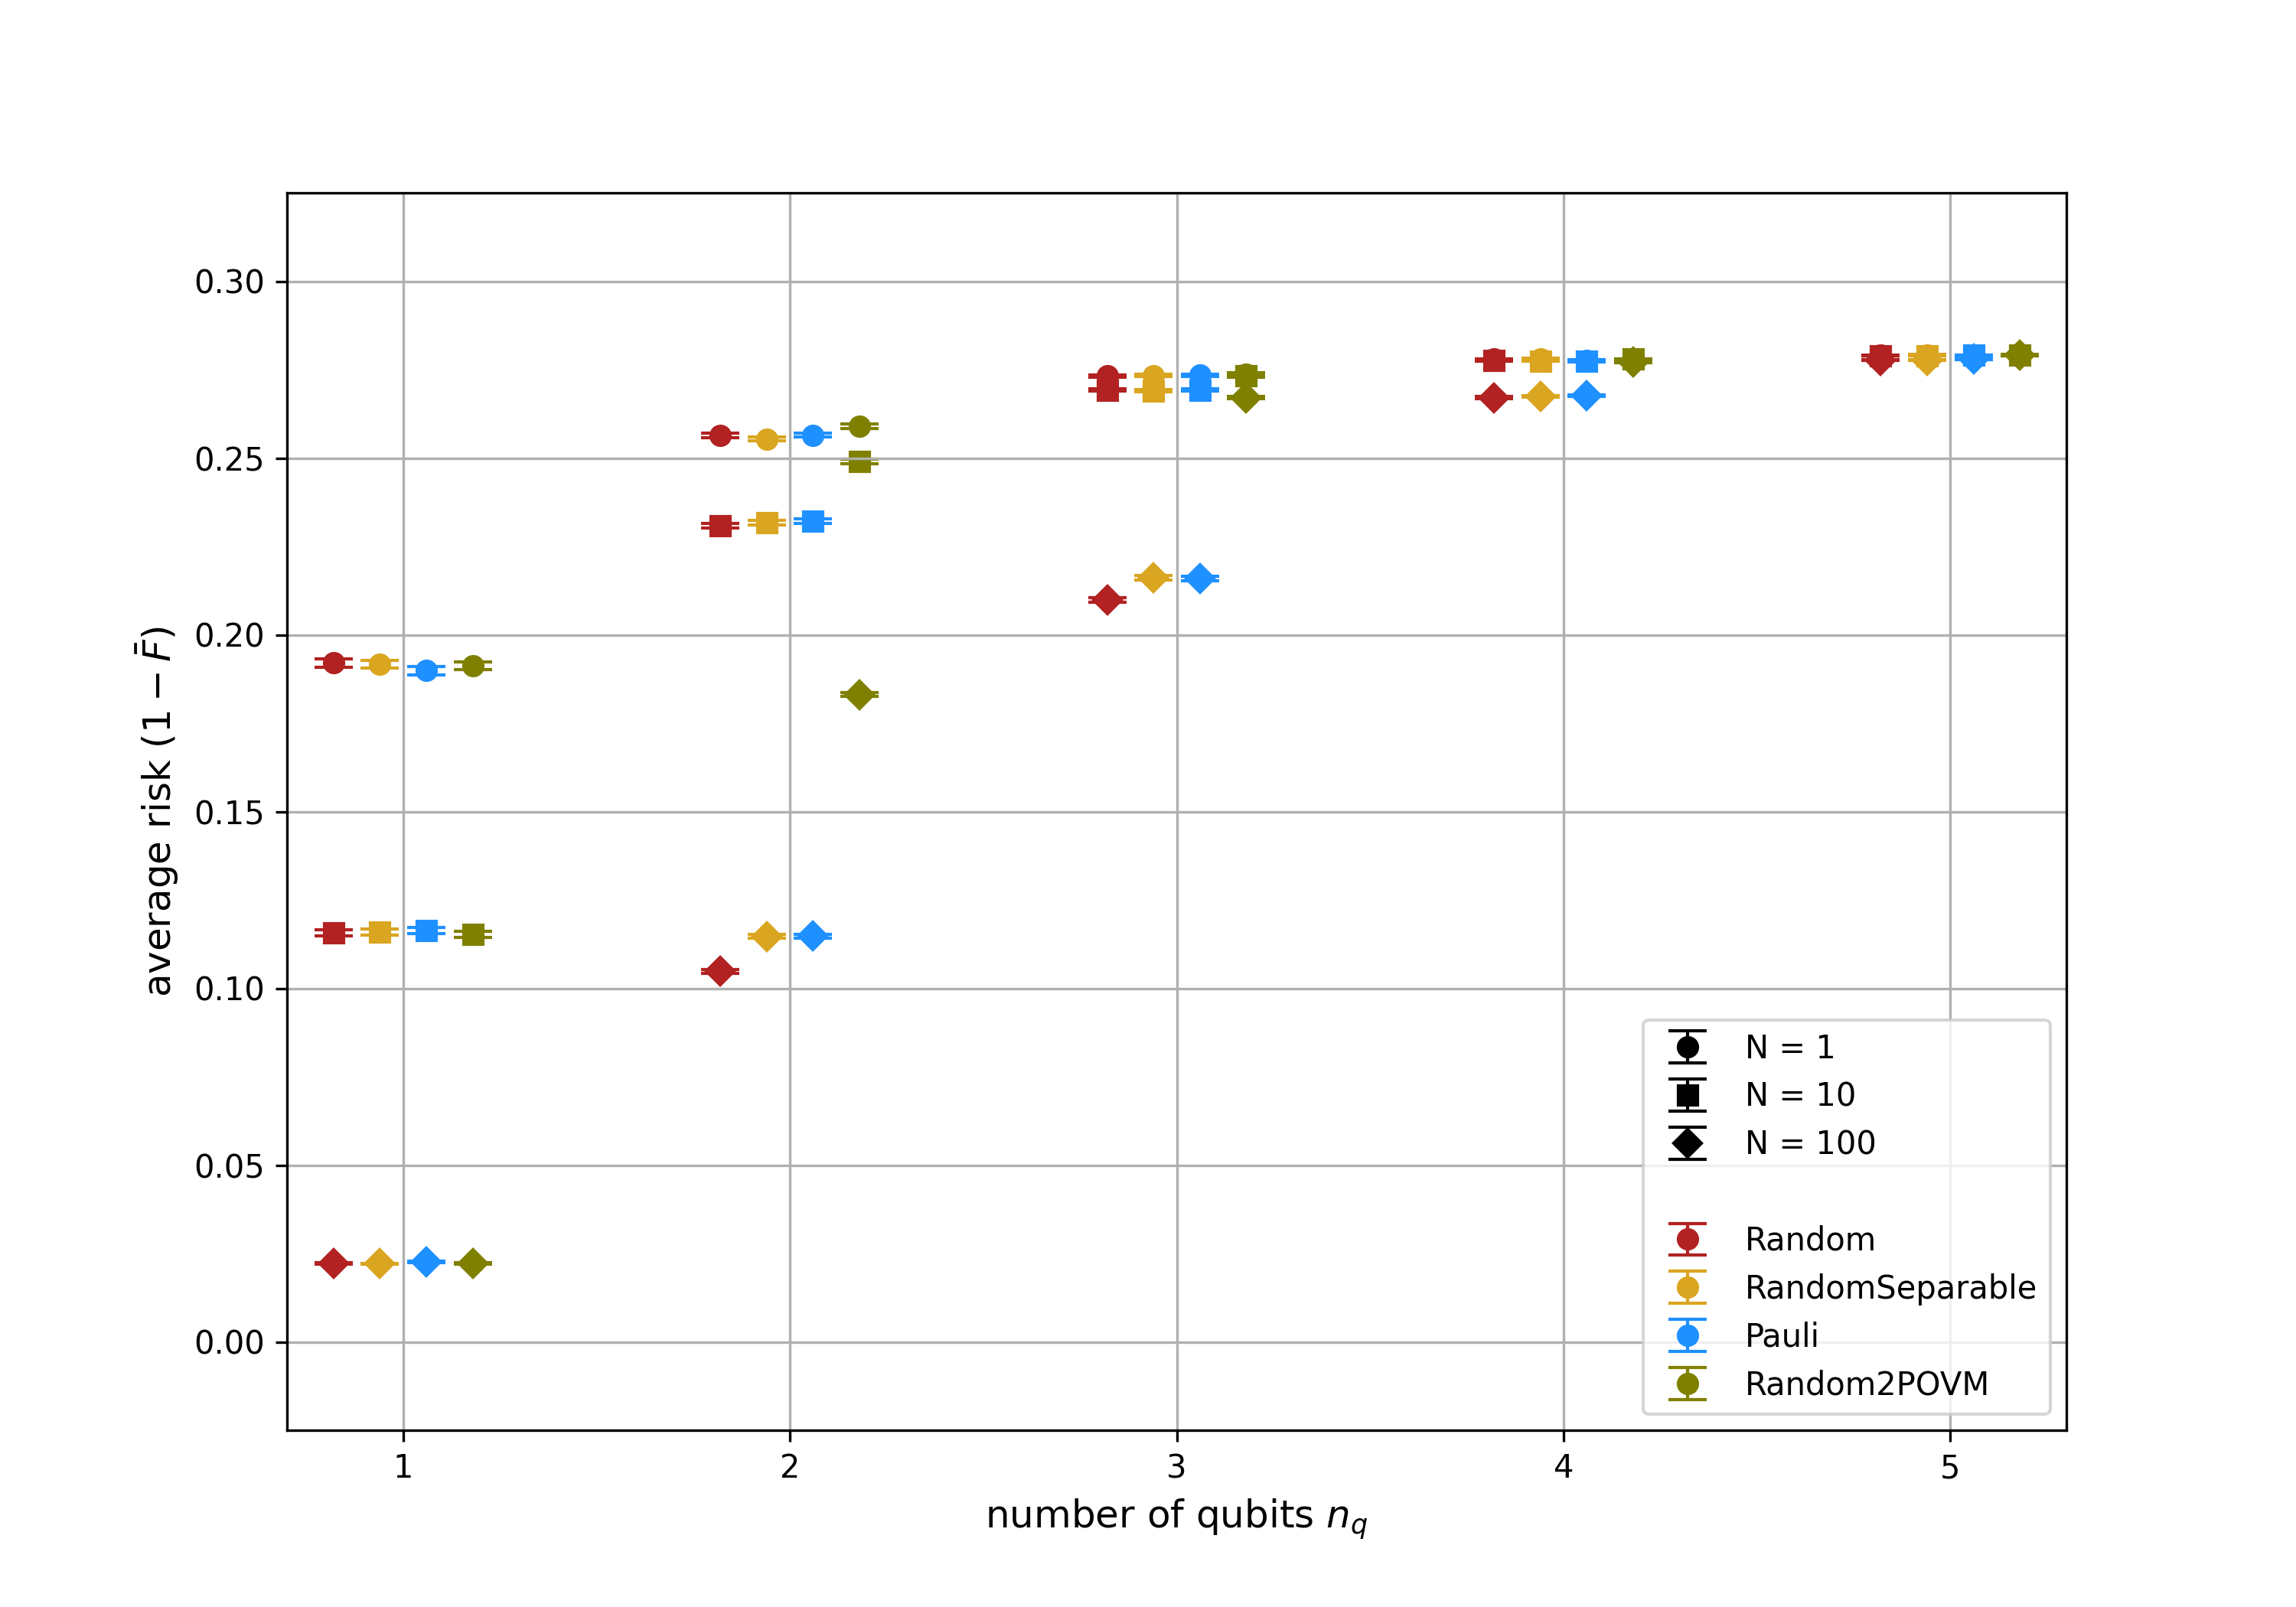 0.30
0.25
0.20
0.15
0.10
0.05
0.00
average risk (1 − F̄)
1 2 3 4 5
number of qubits n_q
N = 1
N = 10
N = 100
Random
RandomSeparable
Pauli
Random2POVM